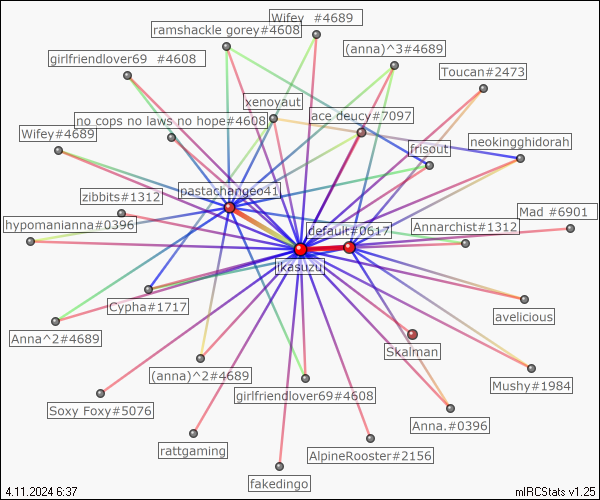 Wifey  #4689
ramshackle gorey#4608
(anna)^3#4689
girlfriendlover69  #4608
Toucan#2473
xenoyaut
ace deucy#7097
no cops no laws no hope#4608
Wifey#4689
neokingghidorah
frisout
pastachangeo41
zibbits#1312
Mad  #6901
hypomanianna#0396
Annarchist#1312
default#0617
ikasuzu
Cypha#1717
avelicious
Anna^2#4689
Skalman
(anna)^2#4689
Mushy#1984
girlfriendlover69#4608
Soxy Foxy#5076
Anna.#0396
rattgaming
AlpineRooster#2156
fakedingo
4.11.2024 6:37
mIRCStats v1.25